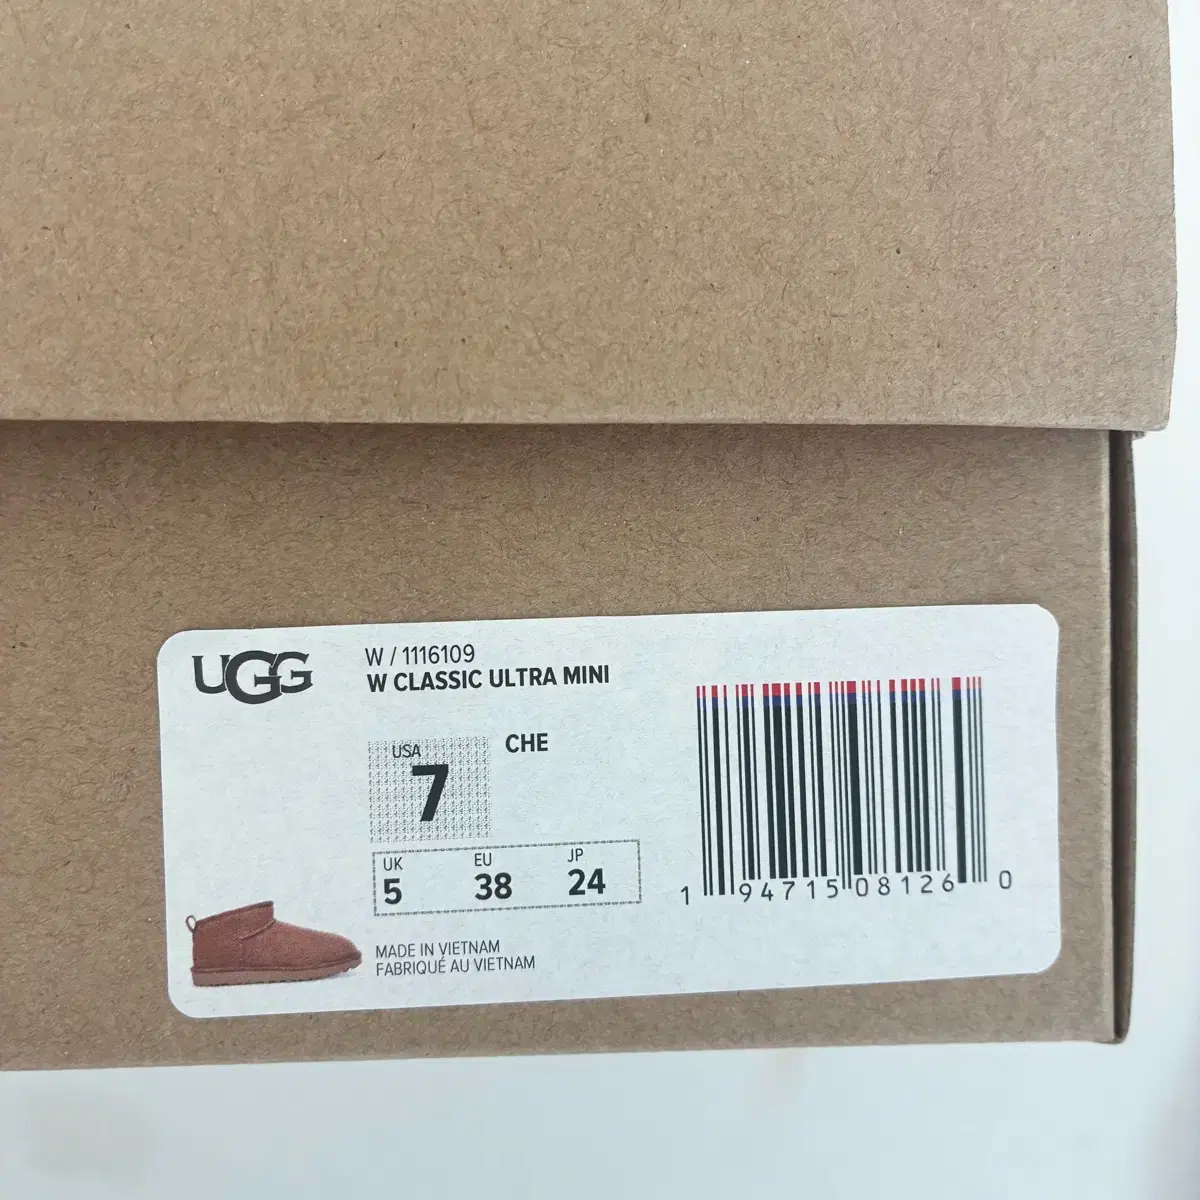 UGG
W / 1116109
W CLASSIC ULTRA MINI
USA
7
CHE
UK EU JP
5 38 24
MADE IN VIETNAM
FABRIQUÉ AU VIETNAM
1 94715 08126 0